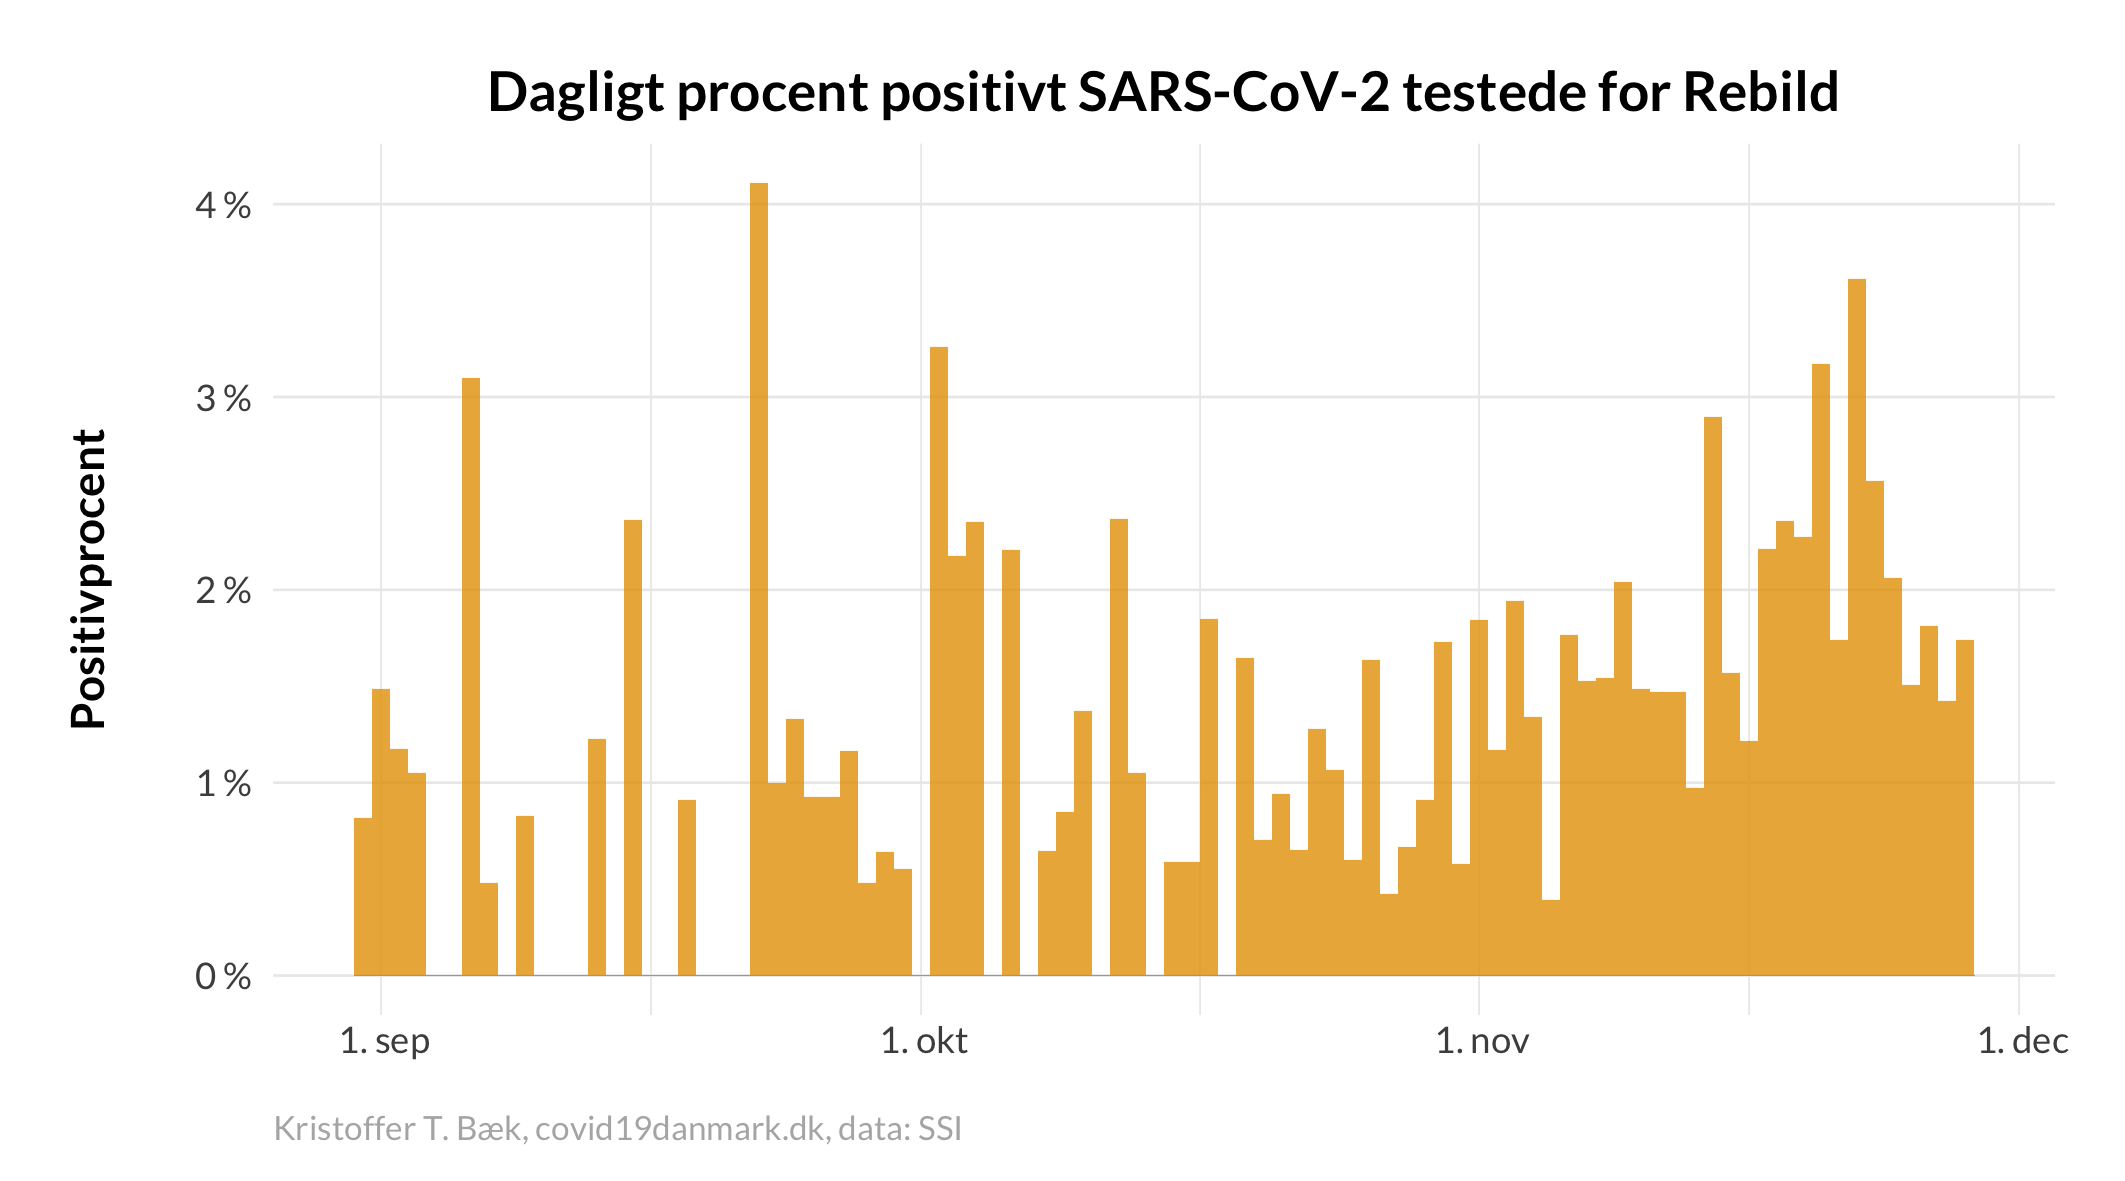 Dagligt procent positivt SARS-CoV-2 testede for Rebild
Positivprocent
4 %
3 %
2 %
1 %
0 %
1. sep
1. okt
1. nov
1. dec
Kristoffer T. Bæk, covid19danmark.dk, data: SSI